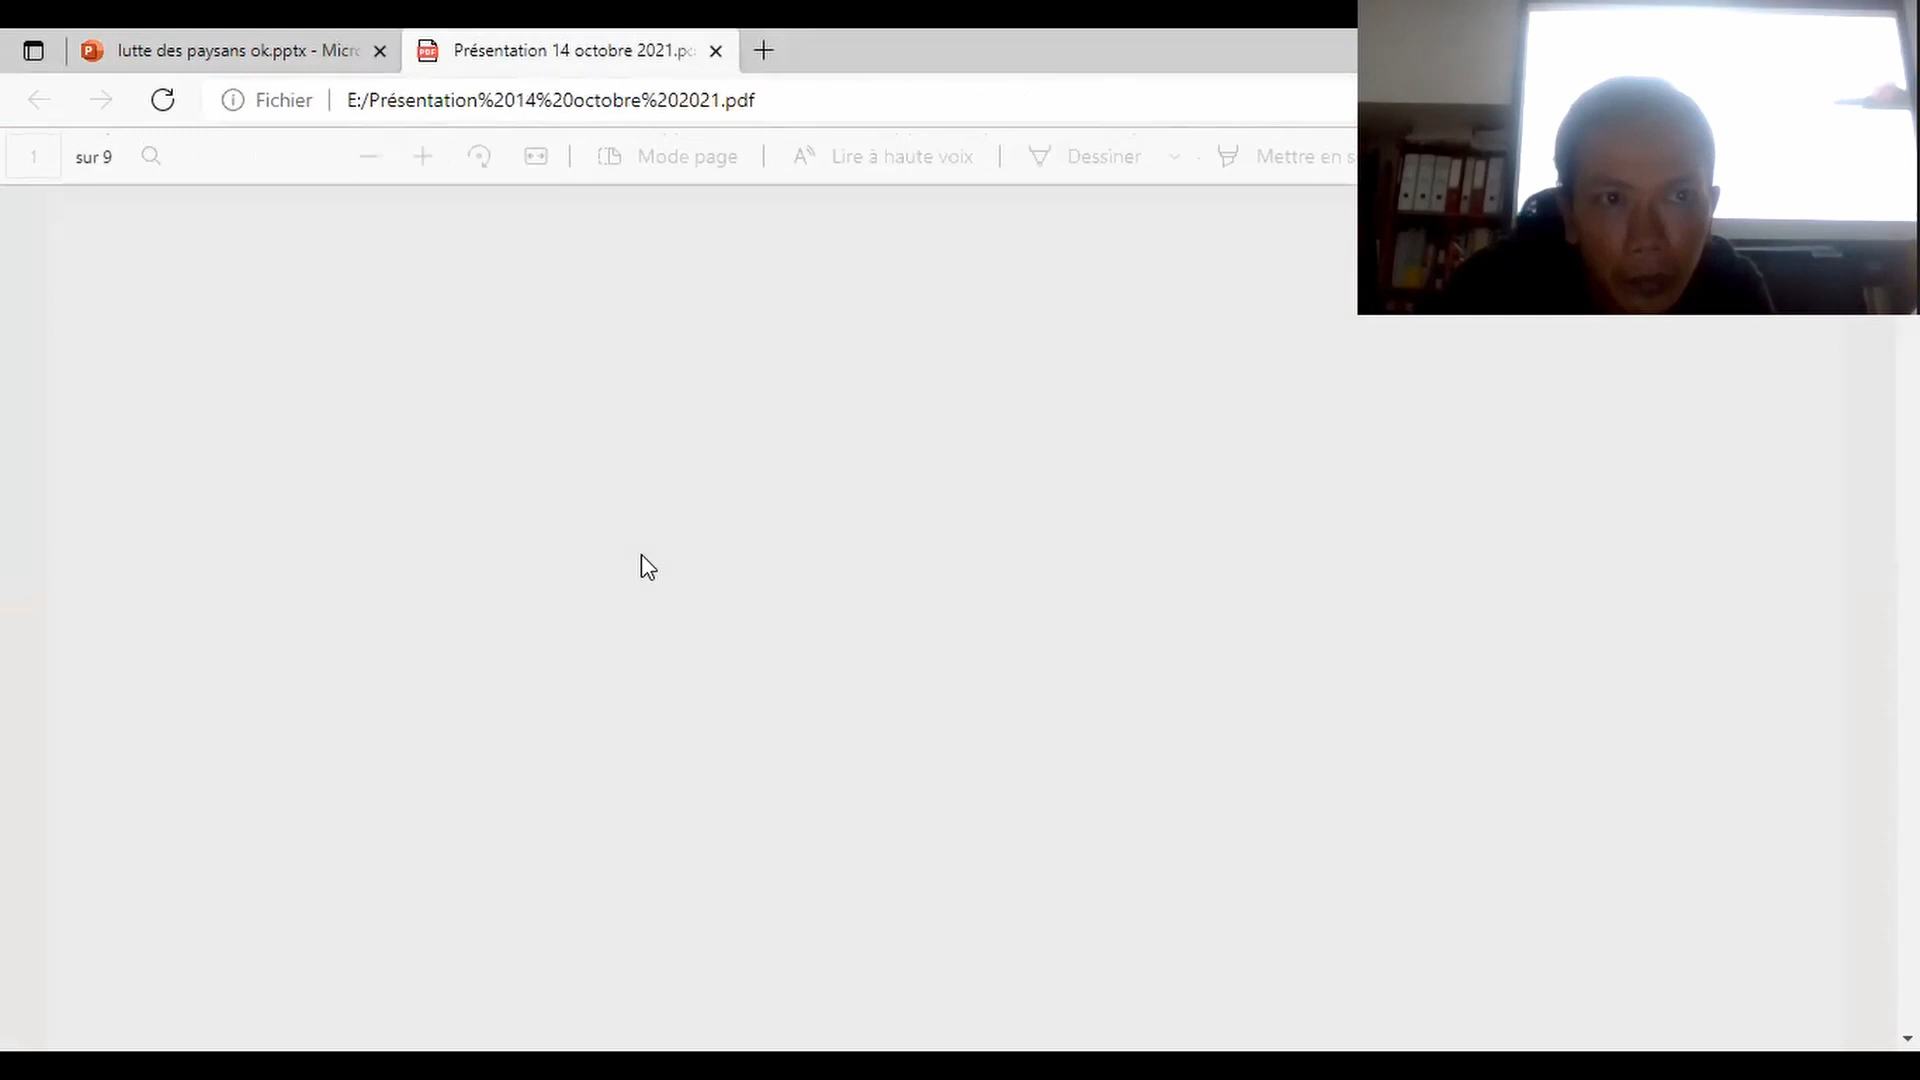 lutte des paysans ok.pptx - Micr
Présentation 14 octobre 2021.p
Fichier
E:/Présentation%2014%20octobre%202021.pdf
1
sur 9
Mode page
Lire à haute voix
Dessiner
Mettre en s